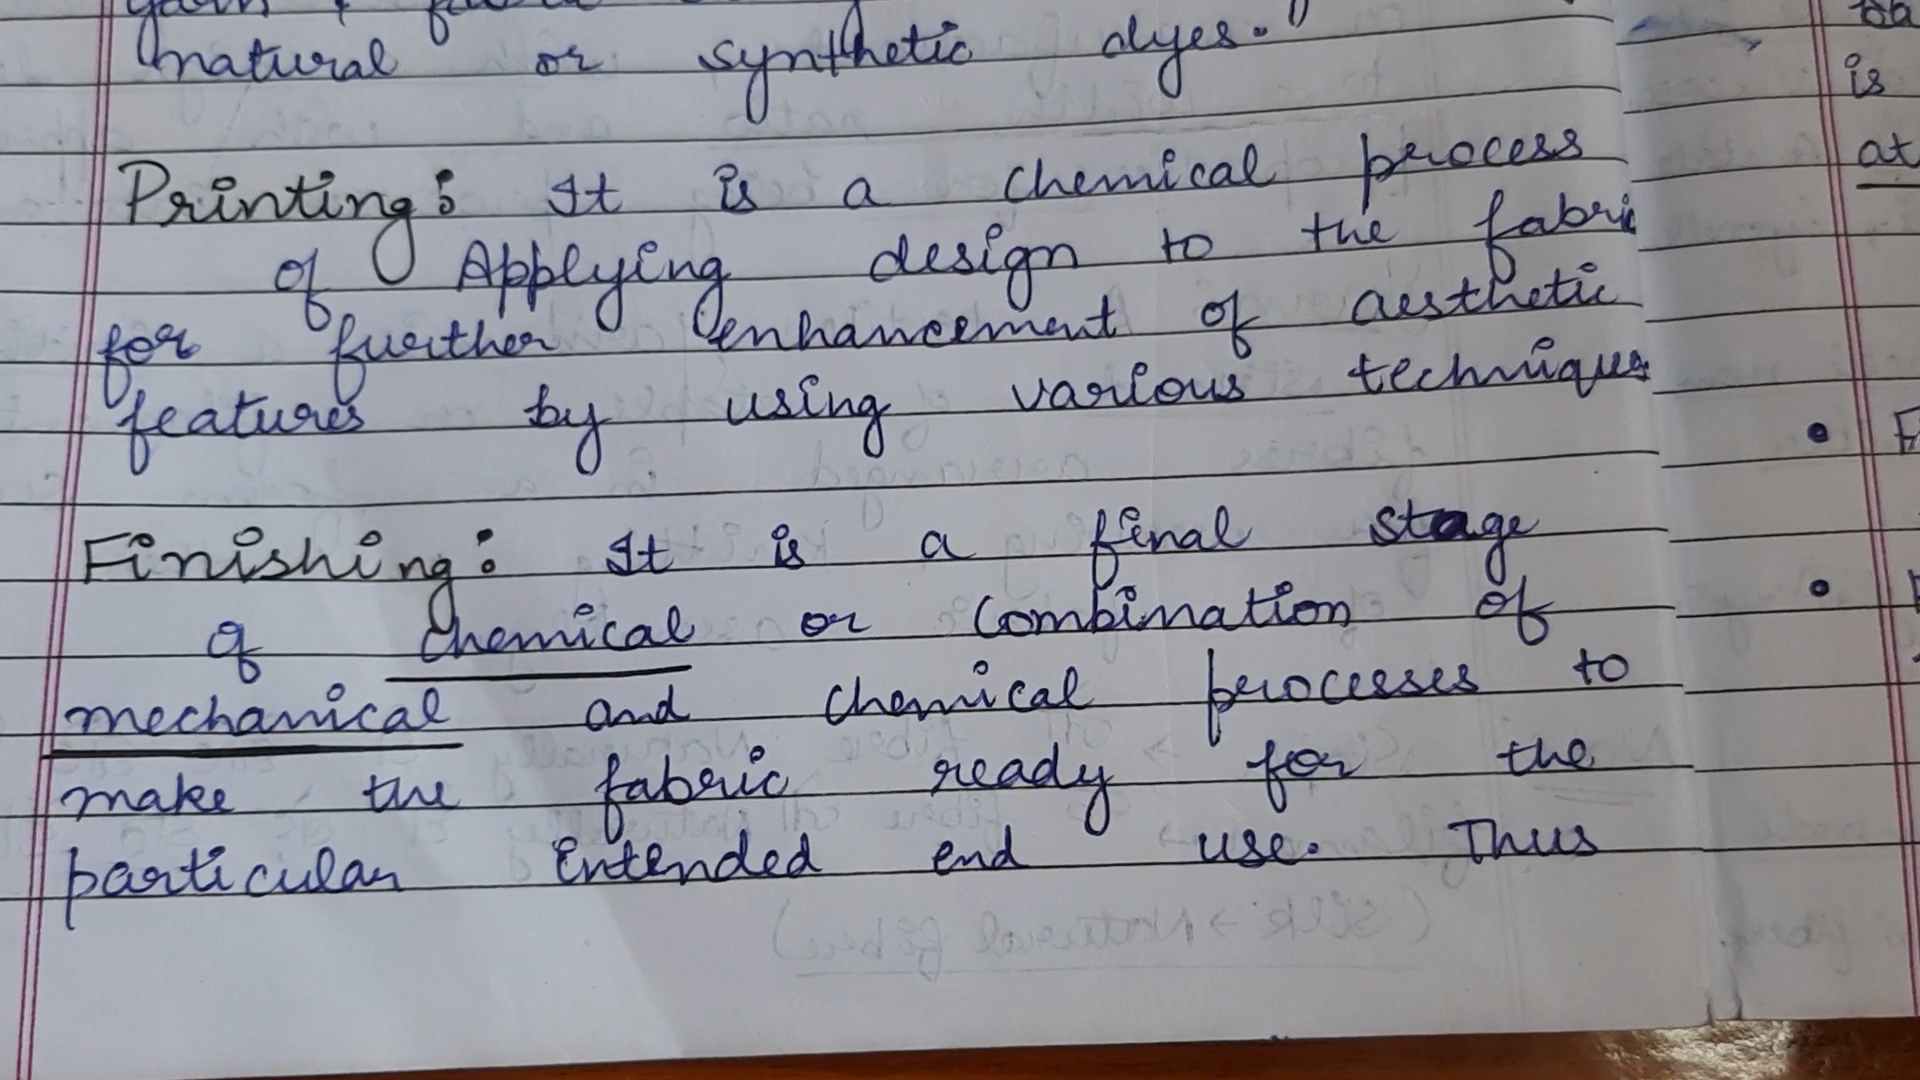 natural or synthetic dyes."
Printing: It is a chemical process
of Applying design to the fabric
for further enhancement of aesthetic
features by using various techniques
Finishing: It is a final stage
of chemical or combination of
mechanical and chemical processes to
make the fabric ready for the
particular intended end use. Thus
is
at